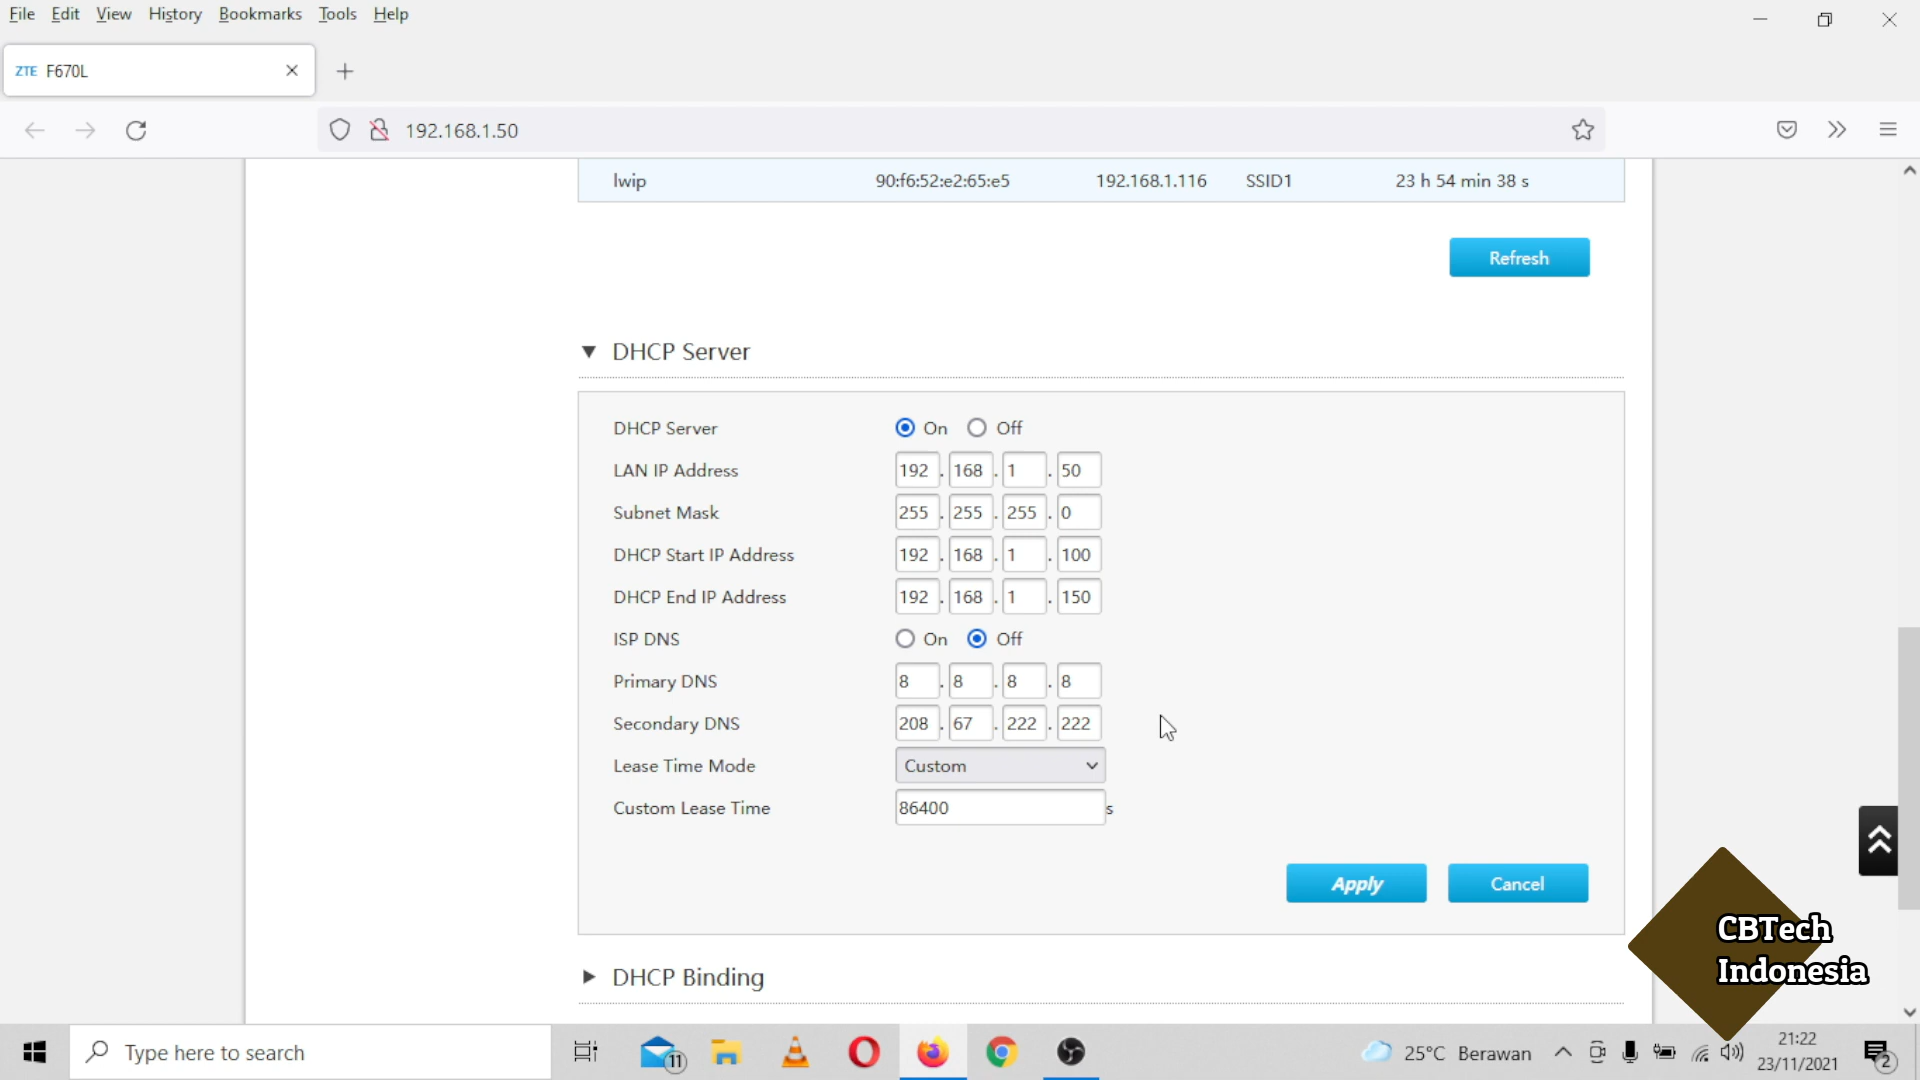 File Edit View History Bookmarks Tools Help
ZTE F670L
192.168.1.50
lwip 90:f6:52:e2:65:e5 192.168.1.116 SSID1 23 h 54 min 38 s
Refresh
DHCP Server
DHCP Server On Off
LAN IP Address 192 . 168 . 1 . 50
Subnet Mask 255 . 255 . 255 . 0
DHCP Start IP Address 192 . 168 . 1 . 100
DHCP End IP Address 192 . 168 . 1 . 150
ISP DNS On Off
Primary DNS 8 . 8 . 8 . 8
Secondary DNS 208 . 67 . 222 . 222
Lease Time Mode Custom
Custom Lease Time 86400 s
Apply Cancel
CBTech
Indonesia
DHCP Binding
Type here to search 11 25°C Berawan 21:22
23/11/2021 2